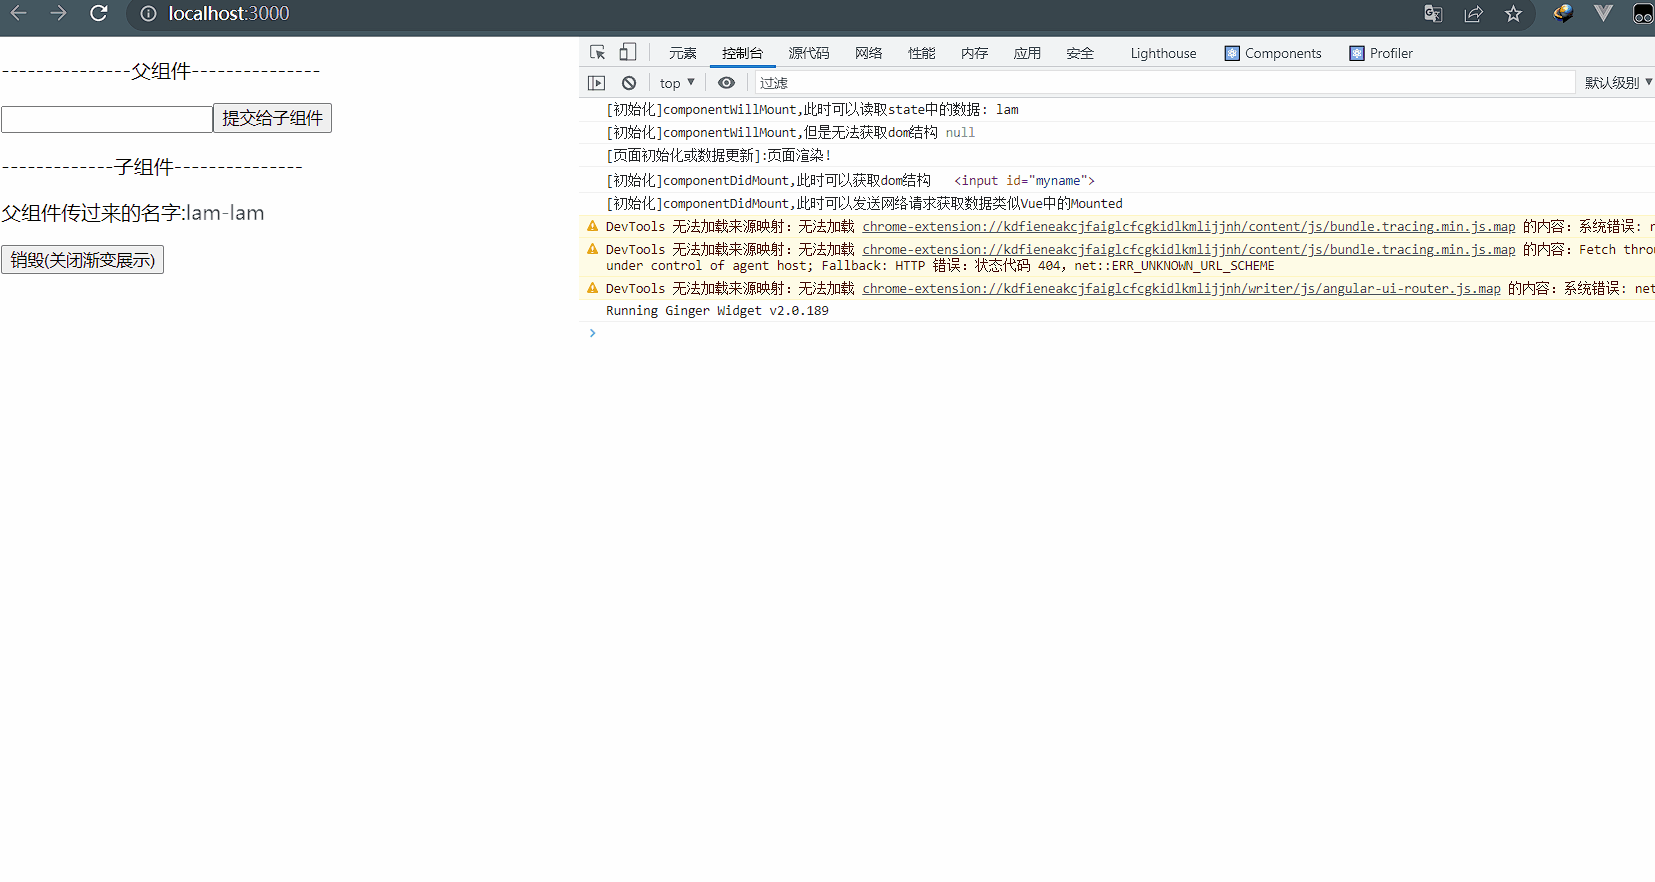 localhost:3000
---------------父组件---------------
提交给子组件
-------------子组件---------------
父组件传过来的名字:lam-lam
销毁(关闭渐变展示)
元素 控制台 源代码 网络 性能 内存 应用 安全 Lighthouse Components Profiler
top 过滤 默认级别
[初始化]componentWillMount,此时可以读取state中的数据: lam
[初始化]componentWillMount,但是无法获取dom结构 null
[页面初始化或数据更新]:页面渲染!
[初始化]componentDidMount,此时可以获取dom结构 <input id="myname">
[初始化]componentDidMount,此时可以发送网络请求获取数据类似Vue中的Mounted
DevTools 无法加载来源映射: 无法加载 chrome-extension://kdfieneakcjfaiglcfcgkidlkmlijjnh/content/js/bundle.tracing.min.js.map 的内容: 系统错误:
DevTools 无法加载来源映射: 无法加载 chrome-extension://kdfieneakcjfaiglcfcgkidlkmlijjnh/content/js/bundle.tracing.min.js.map 的内容: Fetch throu
under control of agent host; Fallback: HTTP 错误: 状态代码 404, net::ERR_UNKNOWN_URL_SCHEME
DevTools 无法加载来源映射: 无法加载 chrome-extension://kdfieneakcjfaiglcfcgkidlkmlijjnh/writer/js/angular-ui-router.js.map 的内容: 系统错误: net
Running Ginger Widget v2.0.189